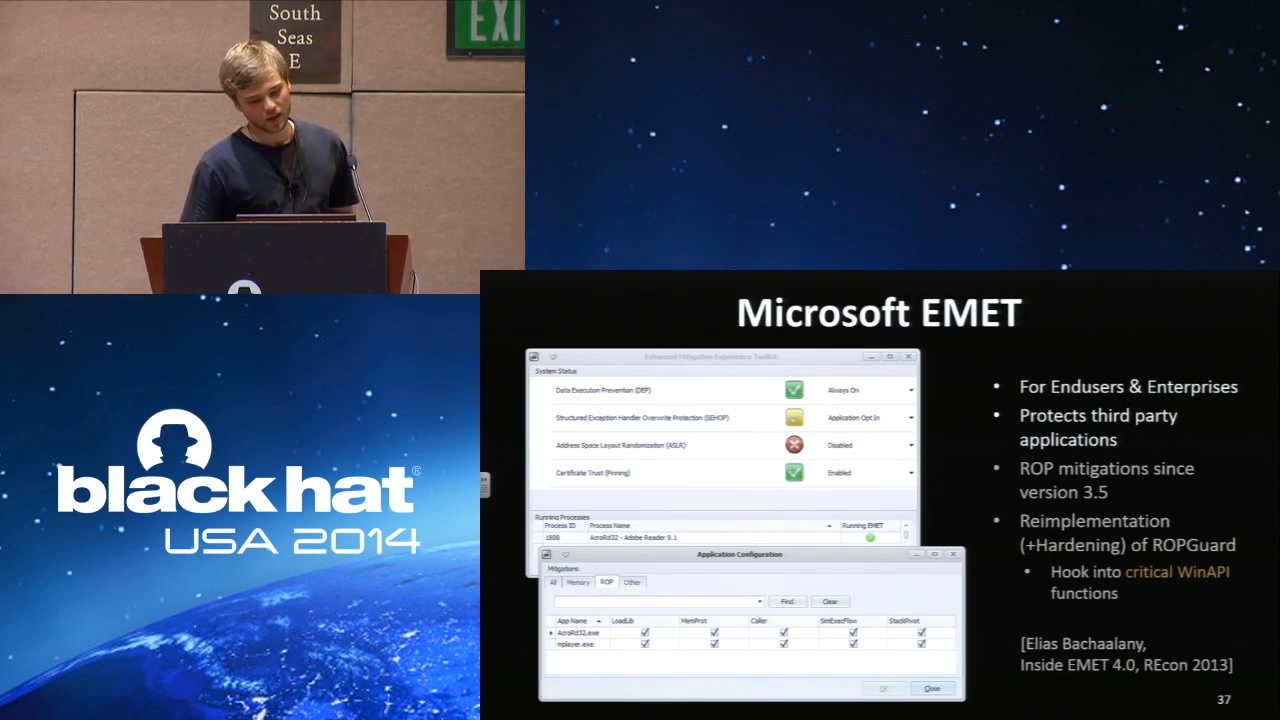 South
Seas
E
EXI
black hat®
USA 2014
Microsoft EMET
Enhanced Mitigation Experience Toolkit
System Status
Data Execution Prevention (DEP)
Always On
Structured Exception Handler Overwrite Protection (SEHOP)
Application Opt In
Address Space Layout Randomization (ASLR)
Disabled
Certificate Trust (Pinning)
Enabled
Running Processes
Process ID Process Name Running EMET
1808 AcroRd32 - Adobe Reader 9.1
Application Configuration
Mitigations
All Memory ROP Other
Find Clear
App Name LoadLib MemProt Caller SimExecFlow StackPivot
AcroRd32.exe
mplayer.exe
OK Close
• For Endusers & Enterprises
• Protects third party
applications
• ROP mitigations since
version 3.5
• Reimplementation
(+Hardening) of ROPGuard
• Hook into critical WinAPI
functions
[Elias Bachaalany,
Inside EMET 4.0, REcon 2013]
37